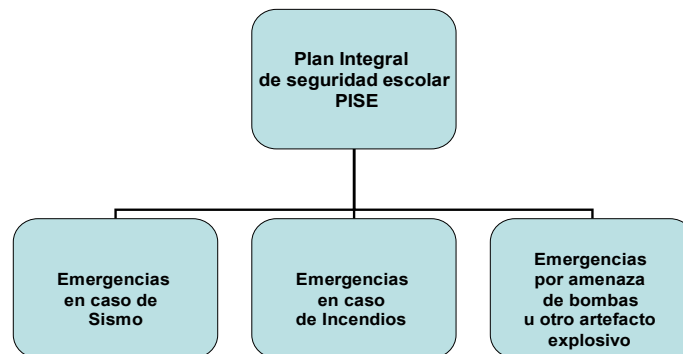 Plan Integral
de seguridad escolar
PISE
Emergencias
en caso de
Sismo
Emergencias
en caso
de Incendios
Emergencias
por amenaza
de bombas
u otro artefacto
explosivo